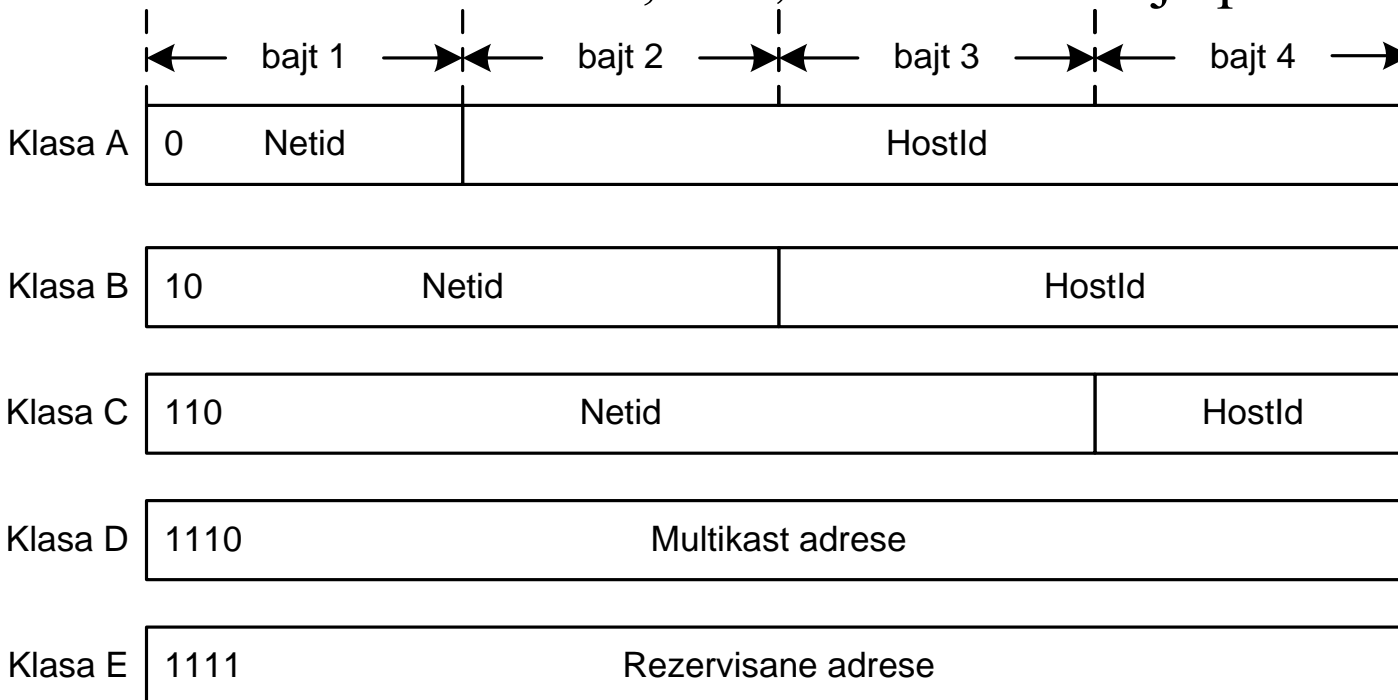 bajt 1 bajt 2 bajt 3 bajt 4
Klasa A 0 Netid HostId
Klasa B 10 Netid HostId
Klasa C 110 Netid HostId
Klasa D 1110 Multikast adrese
Klasa E 1111 Rezervisane adrese